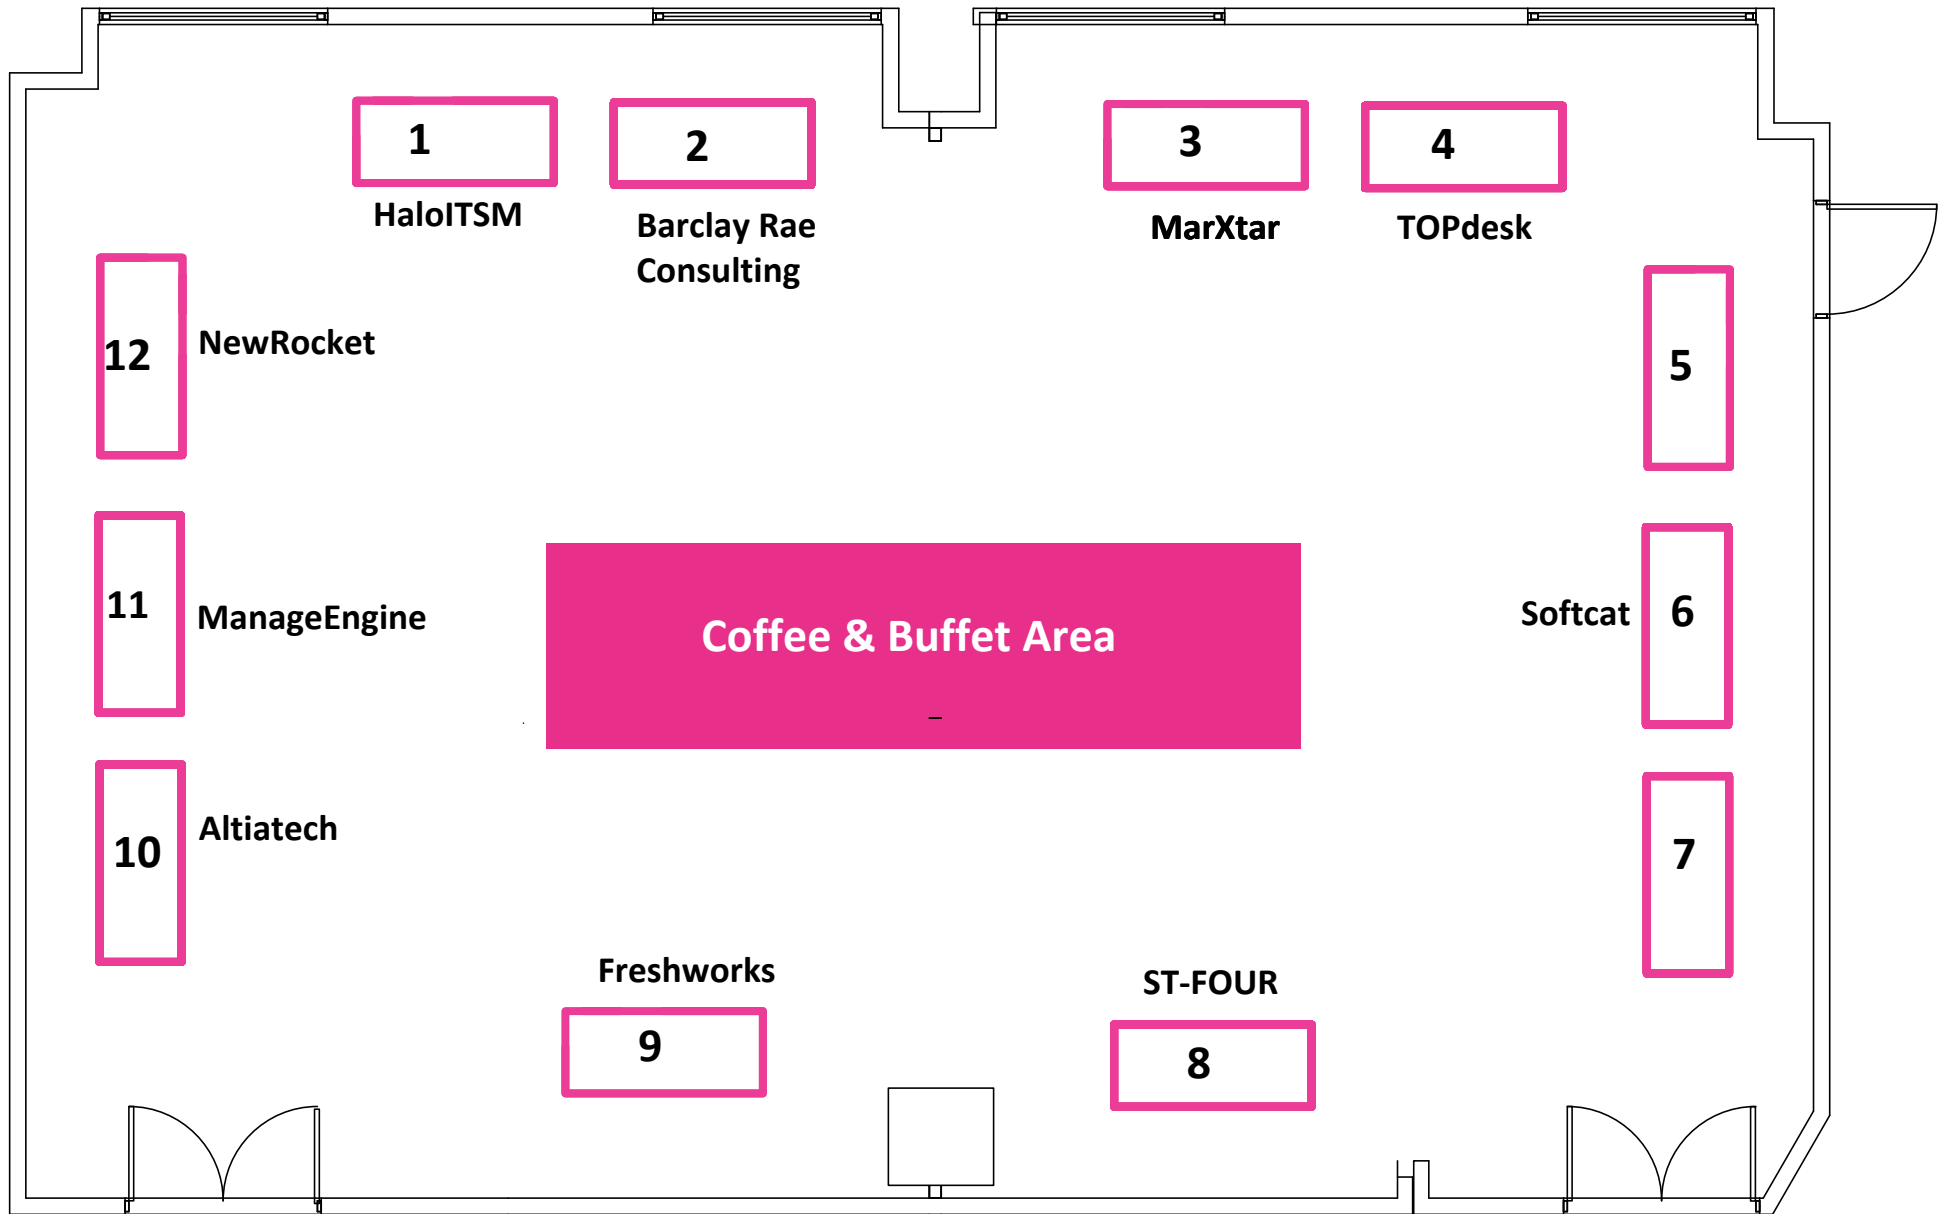 1
2
3
4
HaloITSM
Barclay Rae
Consulting
MarXtar
TOPdesk
12
NewRocket
5
11
ManageEngine
Coffee & Buffet Area
Softcat
6
10
Altiatech
7
Freshworks
ST-FOUR
9
8